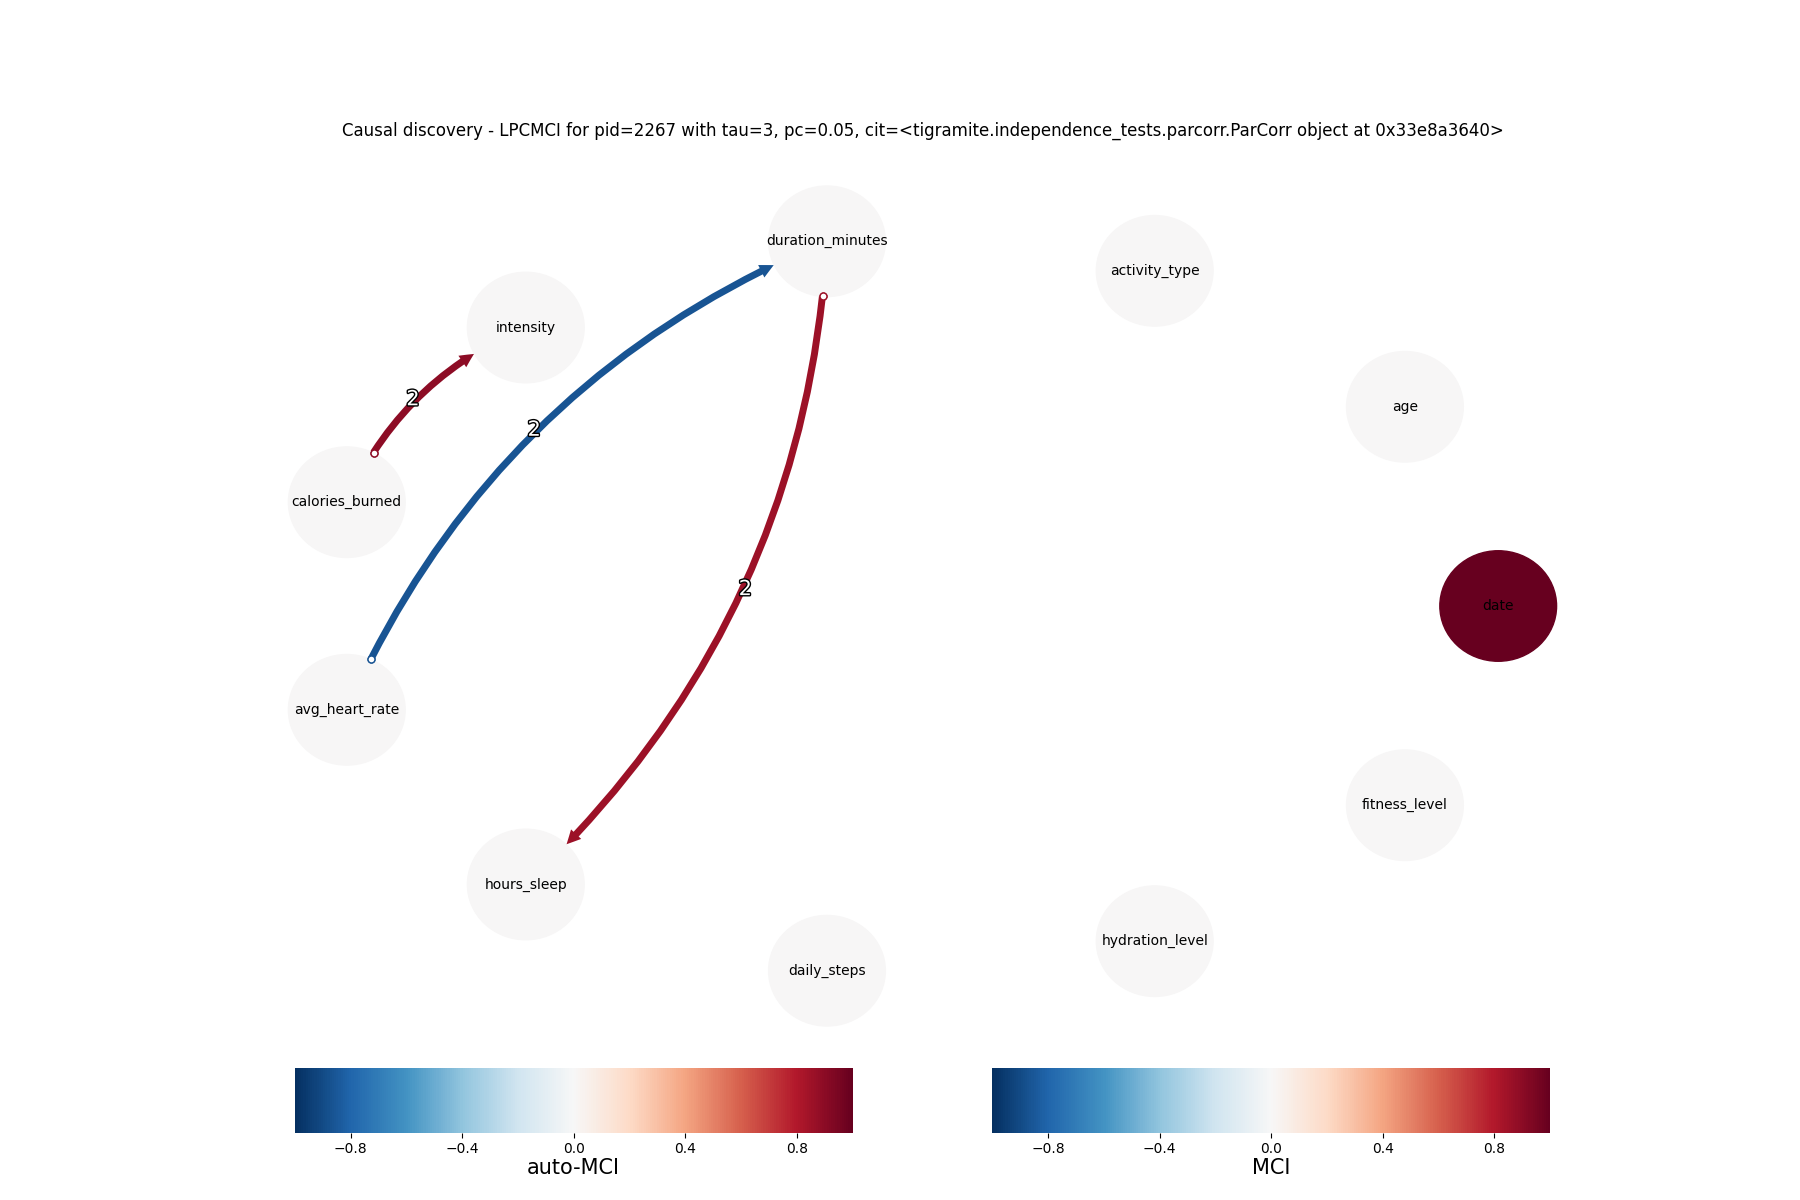 Causal discovery - LPCMCI for pid=2267 with tau=3, pc=0.05, cit=<tigramite.independence_tests.parcorr.ParCorr object at 0x33e8a3640>
duration_minutes
activity_type
intensity
age
2
2
calories_burned
2
date
avg_heart_rate
fitness_level
hours_sleep
hydration_level
daily_steps
−0.8 −0.4 0.0 0.4 0.8
auto-MCI
−0.8 −0.4 0.0 0.4 0.8
MCI